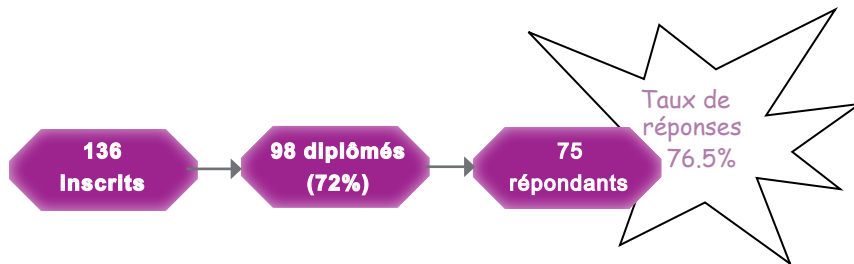 136
Inscrits
98 diplômés
(72%)
75
répondants
Taux de
réponses
76.5%